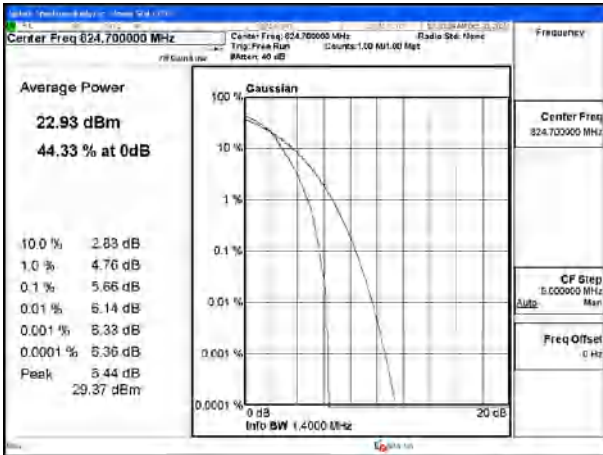 Center Freq 824.700000 MHz
Center Freq: 824.700000 MHz
Radio Std: None
Trig: Free Run
Counts:1.00 M/1.00 Mpt
#Atten: 40 dB
Average Power
22.93 dBm
44.33 % at 0dB
10.0 % 2.83 dB
1.0 % 4.76 dB
0.1 % 5.66 dB
0.01 % 6.14 dB
0.001 % 6.33 dB
0.0001 % 6.36 dB
Peak 6.44 dB
29.37 dBm
Gaussian
100 %
10 %
1 %
0.1 %
0.01 %
0.001 %
0.0001 %
0 dB
20 dB
Info BW 1.4000 MHz
Frequency
Center Freq
824.700000 MHz
CF Step
5.000000 MHz
Auto Man
Freq Offset
0 Hz